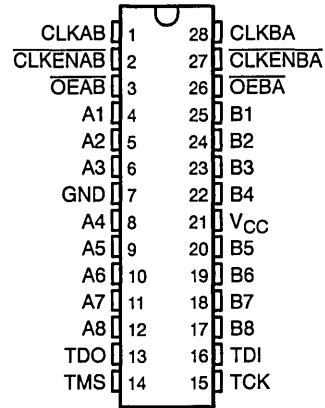 CLKAB 1 28 CLKBA
CLKENAB 2 27 CLKENBA
OEAB 3 26 OEBA
A1 4 25 B1
A2 5 24 B2
A3 6 23 B3
GND 7 22 B4
A4 8 21 VCC
A5 9 20 B5
A6 10 19 B6
A7 11 18 B7
A8 12 17 B8
TDO 13 16 TDI
TMS 14 15 TCK